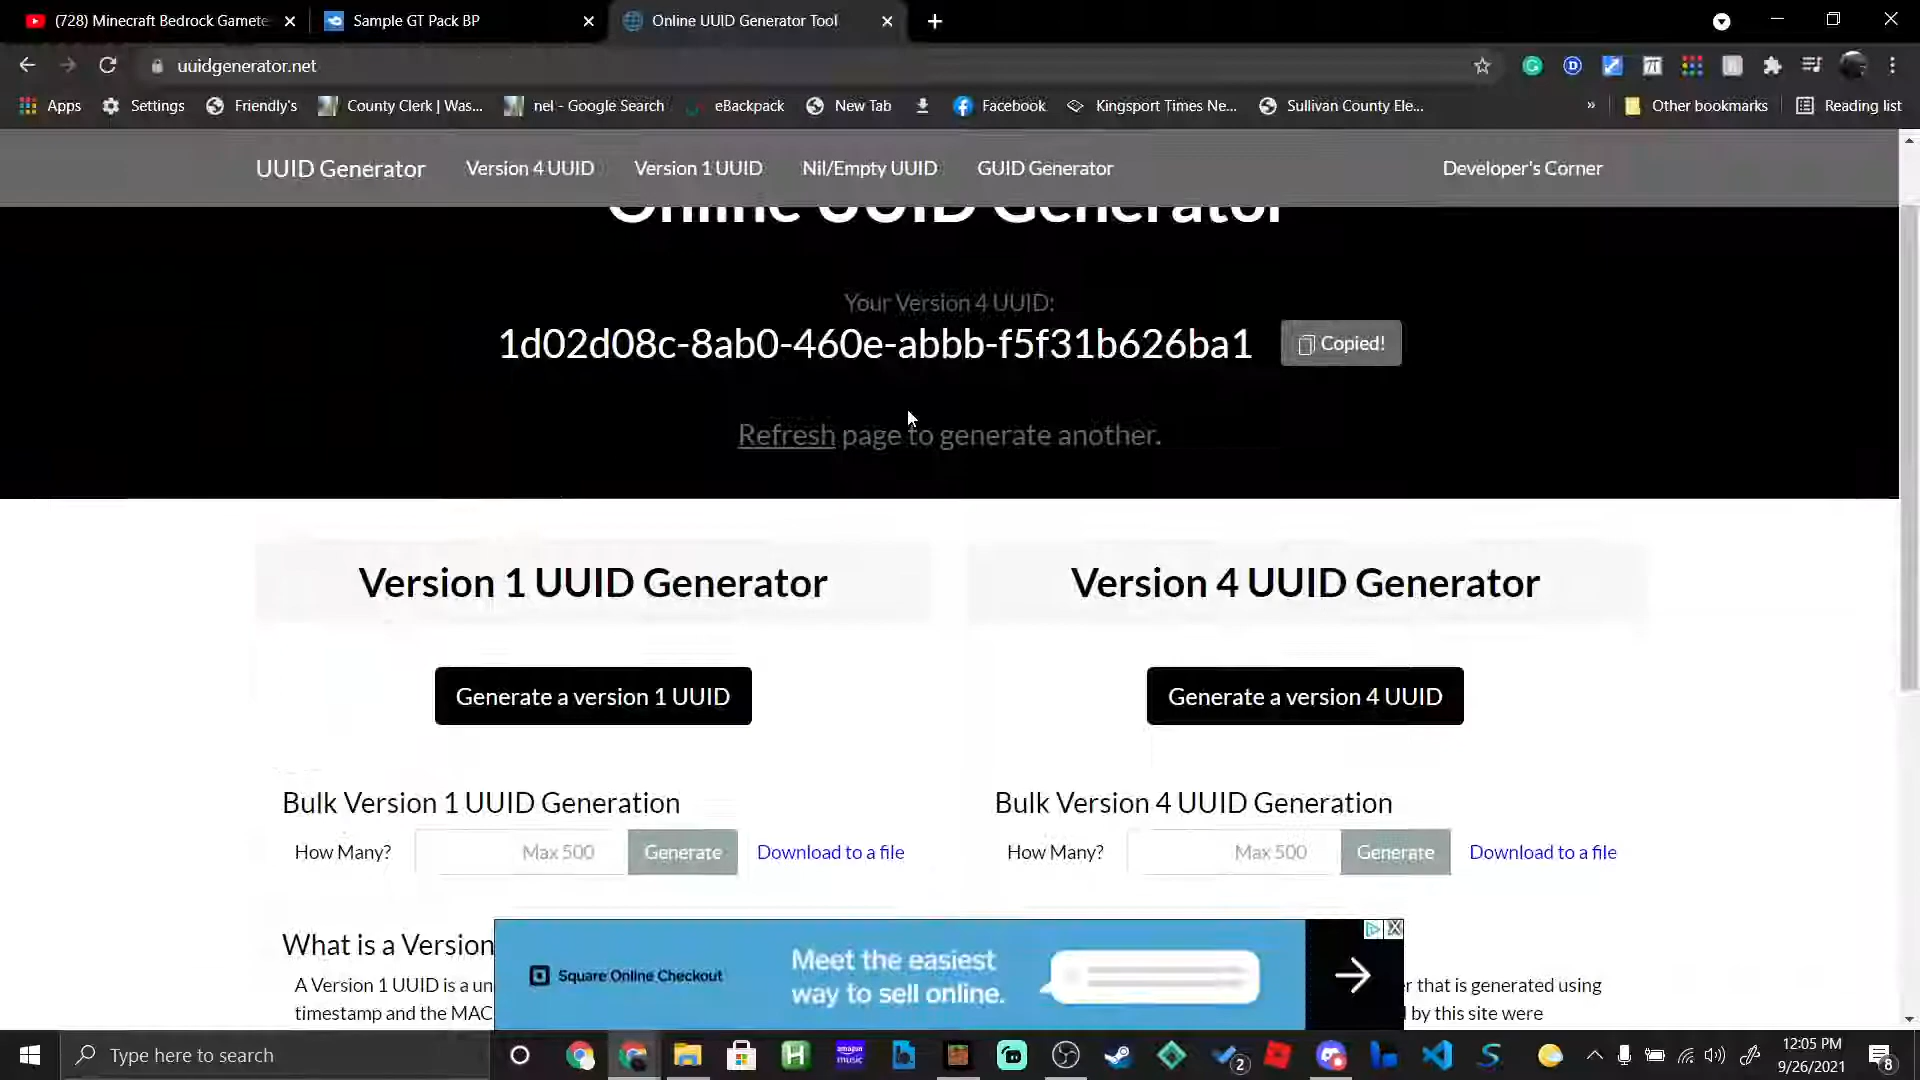 (728) Minecraft Bedrock Gamete
Sample GT Pack BP
Online UUID Generator Tool
uuidgenerator.net
Apps
Settings
Friendly's
County Clerk | Was...
nel - Google Search
eBackpack
New Tab
Facebook
Kingsport Times Ne...
Sullivan County Ele...
»
Other bookmarks
Reading list
UUID Generator
Version 4 UUID
Version 1 UUID
Nil/Empty UUID
GUID Generator
Developer's Corner
Online UUID Generator
Your Version 4 UUID:
1d02d08c-8ab0-460e-abbb-f5f31b626ba1
Copied!
Refresh page to generate another.
Version 1 UUID Generator
Generate a version 1 UUID
Bulk Version 1 UUID Generation
How Many?
Max 500
Generate
Download to a file
Version 4 UUID Generator
Generate a version 4 UUID
Bulk Version 4 UUID Generation
How Many?
Max 500
Generate
Download to a file
What is a Version
A Version 1 UUID is a un
timestamp and the MAC
Square Online Checkout
Meet the easiest
way to sell online.
r that is generated using
by this site were
Type here to search
amazon
music
2
12:05 PM
9/26/2021
8